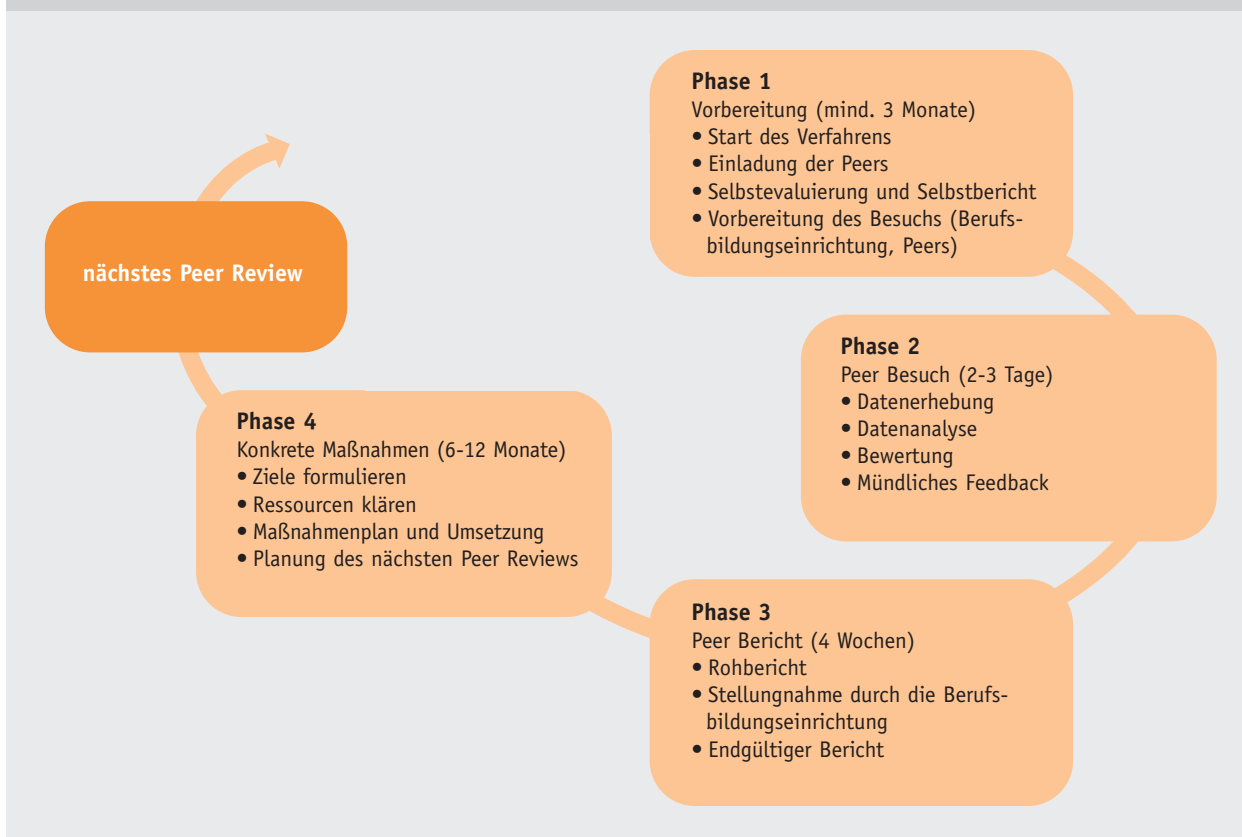 Phase 1
Vorbereitung (mind. 3 Monate)
• Start des Verfahrens
• Einladung der Peers
• Selbstevaluierung und Selbstbericht
• Vorbereitung des Besuchs (Berufs-
bildungseinrichtung, Peers)
Phase 2
Peer Besuch (2-3 Tage)
• Datenerhebung
• Datenanalyse
• Bewertung
• Mündliches Feedback
Phase 3
Peer Bericht (4 Wochen)
• Rohbericht
• Stellungnahme durch die Berufs-
bildungseinrichtung
• Endgültiger Bericht
Phase 4
Konkrete Maßnahmen (6-12 Monate)
• Ziele formulieren
• Ressourcen klären
• Maßnahmenplan und Umsetzung
• Planung des nächsten Peer Reviews
nächstes Peer Review